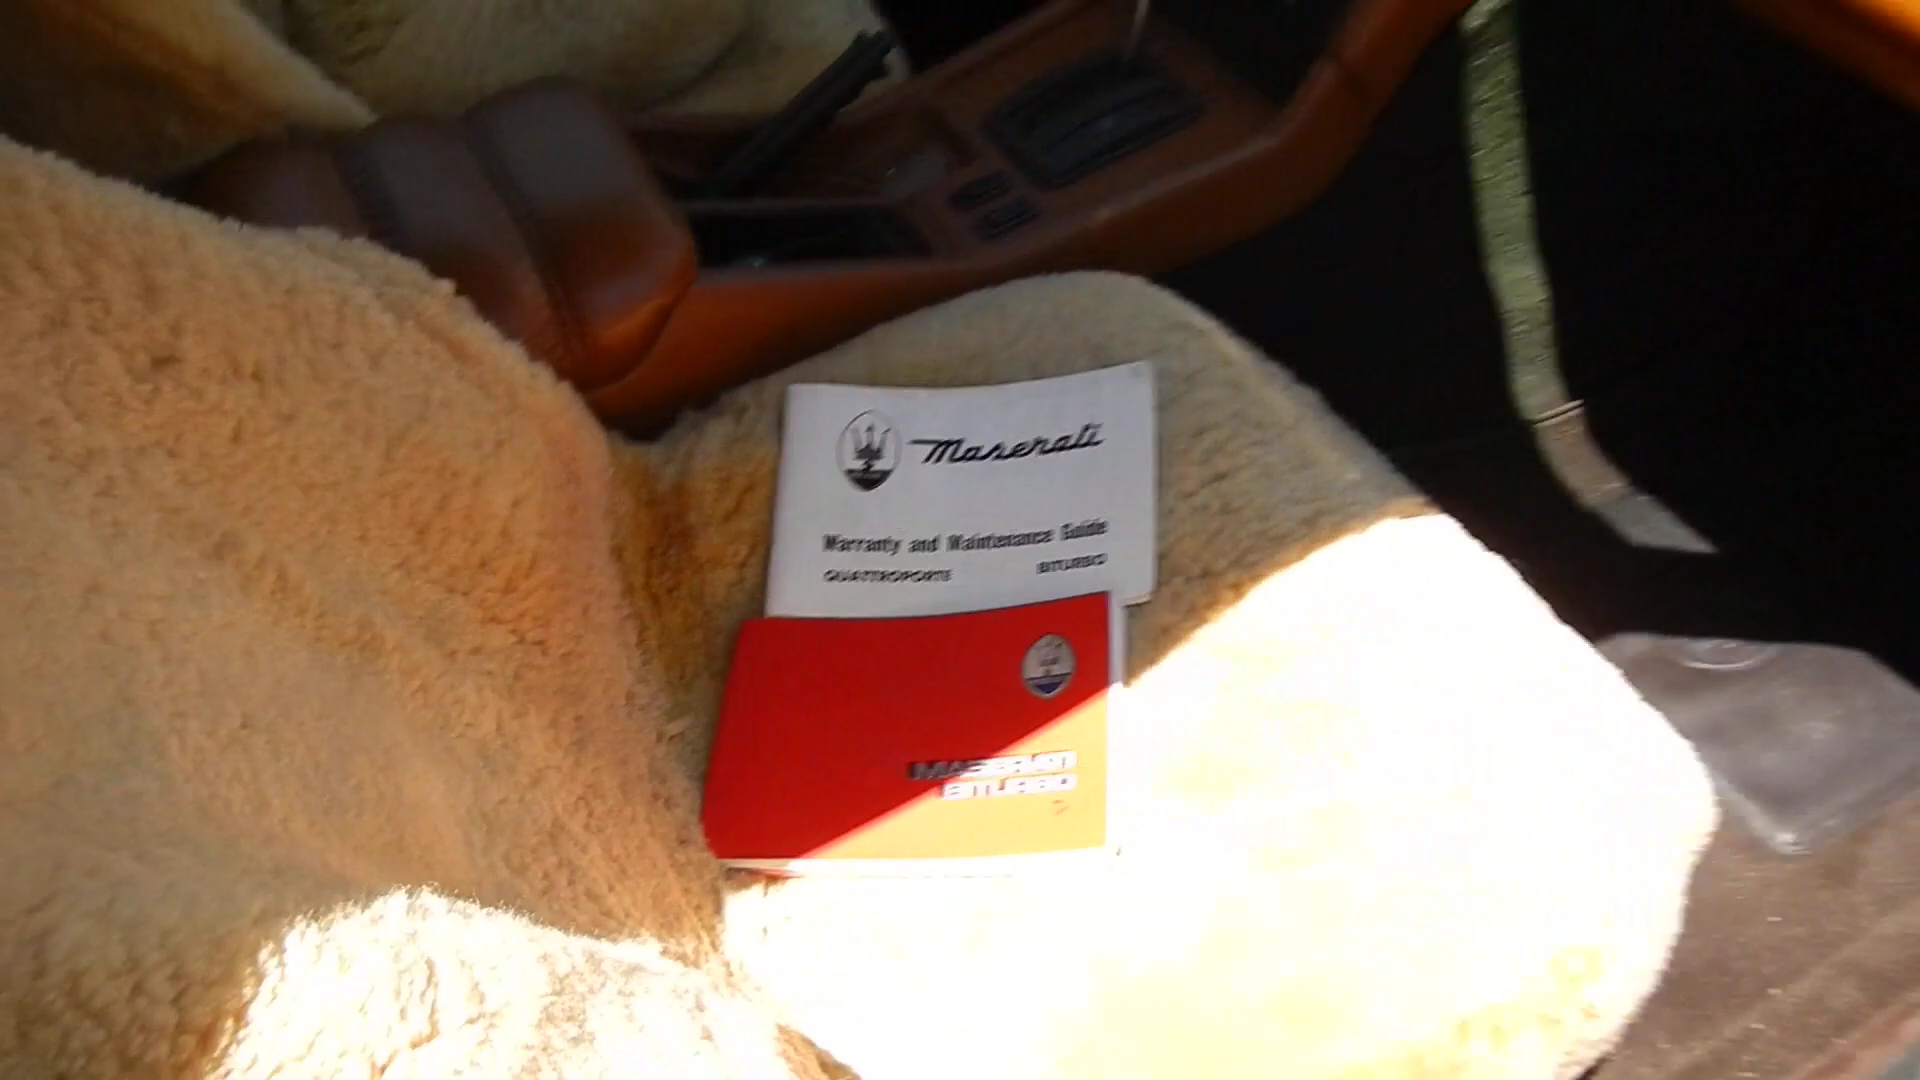 Maserati
Warranty and Maintenance Guide
QUATTROPORTE BITURBO
MASERATI
BITURBO